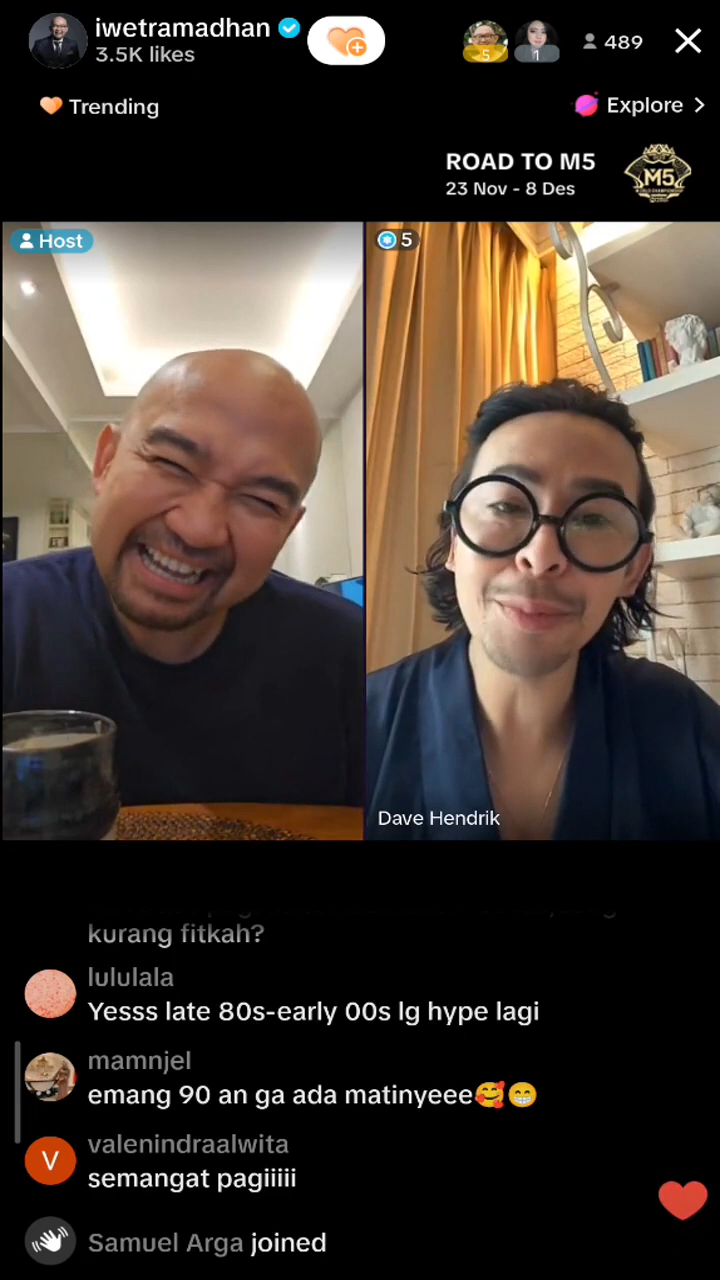 iwetramadhan
3.5K likes
5
1
489
Trending
Explore
ROAD TO M5
23 Nov - 8 Des
M5
Host
5
Dave Hendrik
kurang fitkah?
lululala
Yesss late 80s-early 00s lg hype lagi
mamnjel
emang 90 an ga ada matinyeee🥰😁
V
valenindraalwita
semangat pagiiiii
Samuel Arga joined